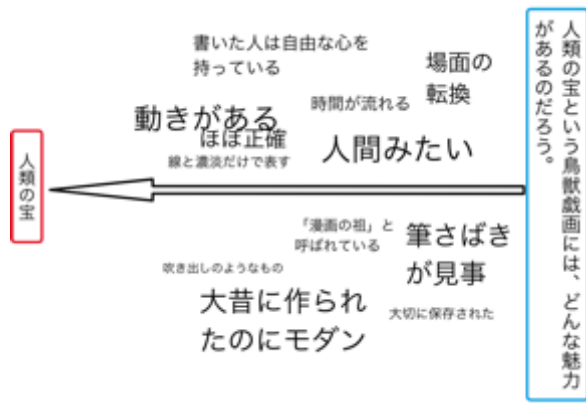 人類の宝という鳥獣戯画には、どんな魅力
があるのだろう。
場面の
転換
書いた人は自由な心を
持っている
時間が流れる
動きがある
ほぼ正確
線と濃淡だけで表す
人間みたい
人類の宝
「漫画の祖」と
呼ばれている
筆さばき
が見事
吹き出しのようなもの
大昔に作られ
たのにモダン
大切に保存された